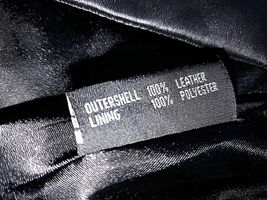 OUTERSHELL 100% LEATHER
LINING 100% POLYESTER